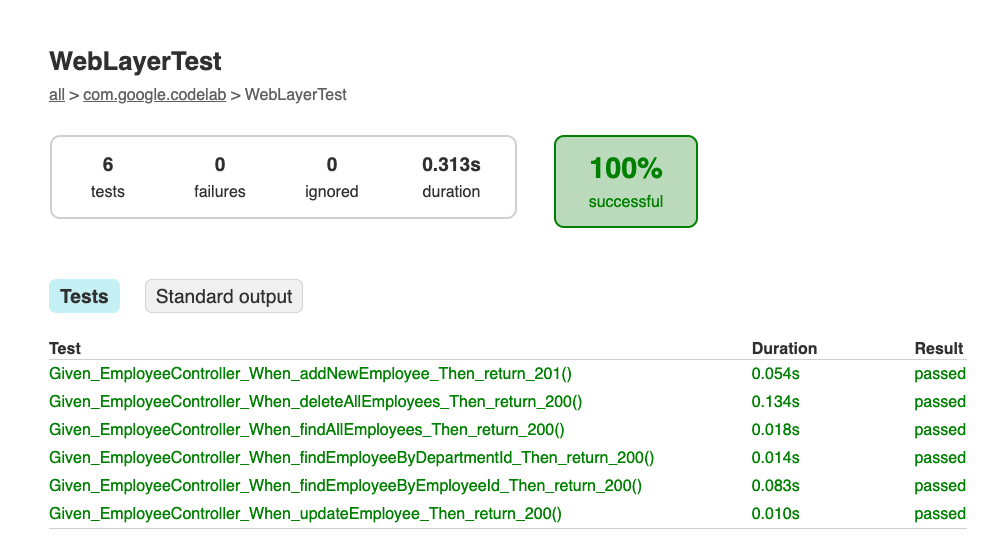 WebLayerTest
all > com.google.codelab > WebLayerTest
6 0 0 0.313s
tests failures ignored duration
100%
successful
Tests Standard output
Test Duration Result
Given_EmployeeController_When_addNewEmployee_Then_return_201() 0.054s passed
Given_EmployeeController_When_deleteAllEmployees_Then_return_200() 0.134s passed
Given_EmployeeController_When_findAllEmployees_Then_return_200() 0.018s passed
Given_EmployeeController_When_findEmployeeByDepartmentId_Then_return_200() 0.014s passed
Given_EmployeeController_When_findEmployeeByEmployeeId_Then_return_200() 0.083s passed
Given_EmployeeController_When_updateEmployee_Then_return_200() 0.010s passed